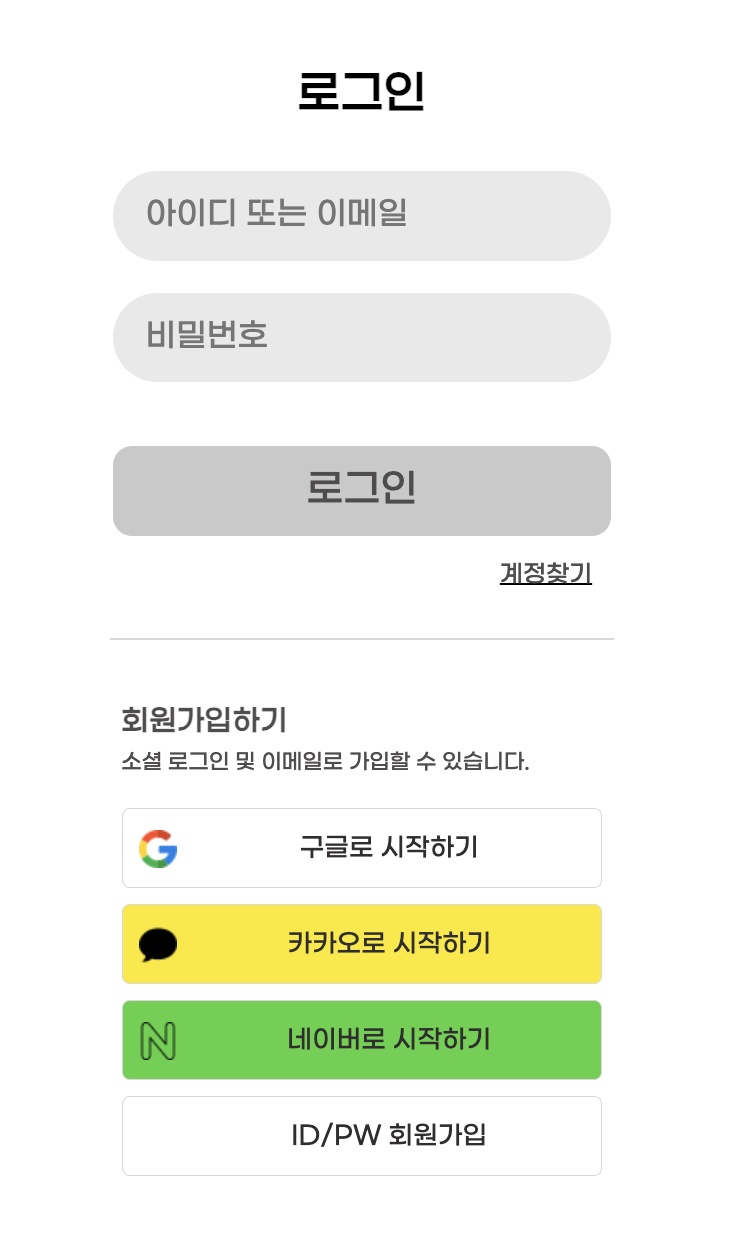 로그인
아이디 또는 이메일
비밀번호
로그인
계정찾기
회원가입하기
소셜 로그인 및 이메일로 가입할 수 있습니다.
구글로 시작하기
카카오로 시작하기
네이버로 시작하기
ID/PW 회원가입